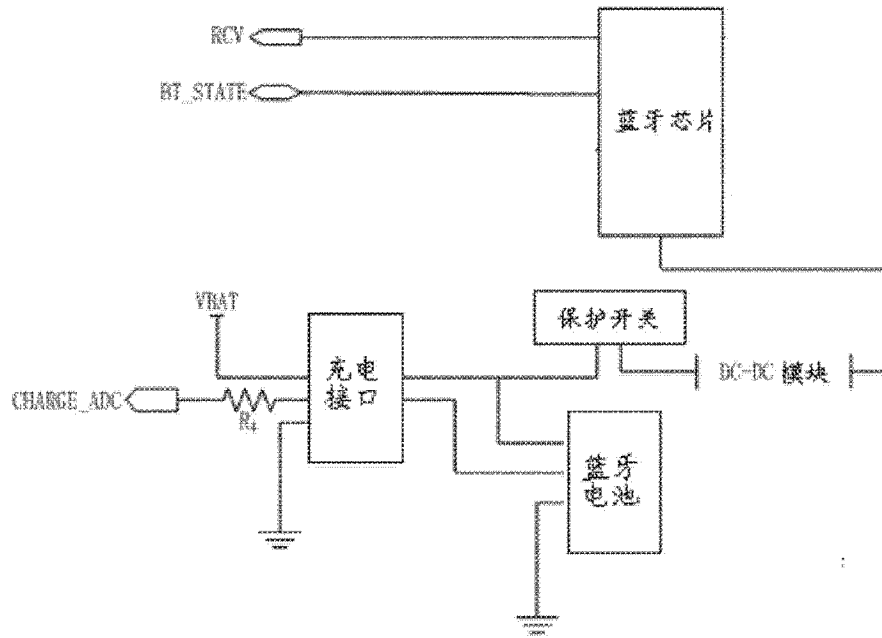 RCV
BT_STATE
蓝牙芯片
VBAT
保护开关
充电
接口
DC-DC 模块
CHARGE_ADC
R4
蓝牙
电池